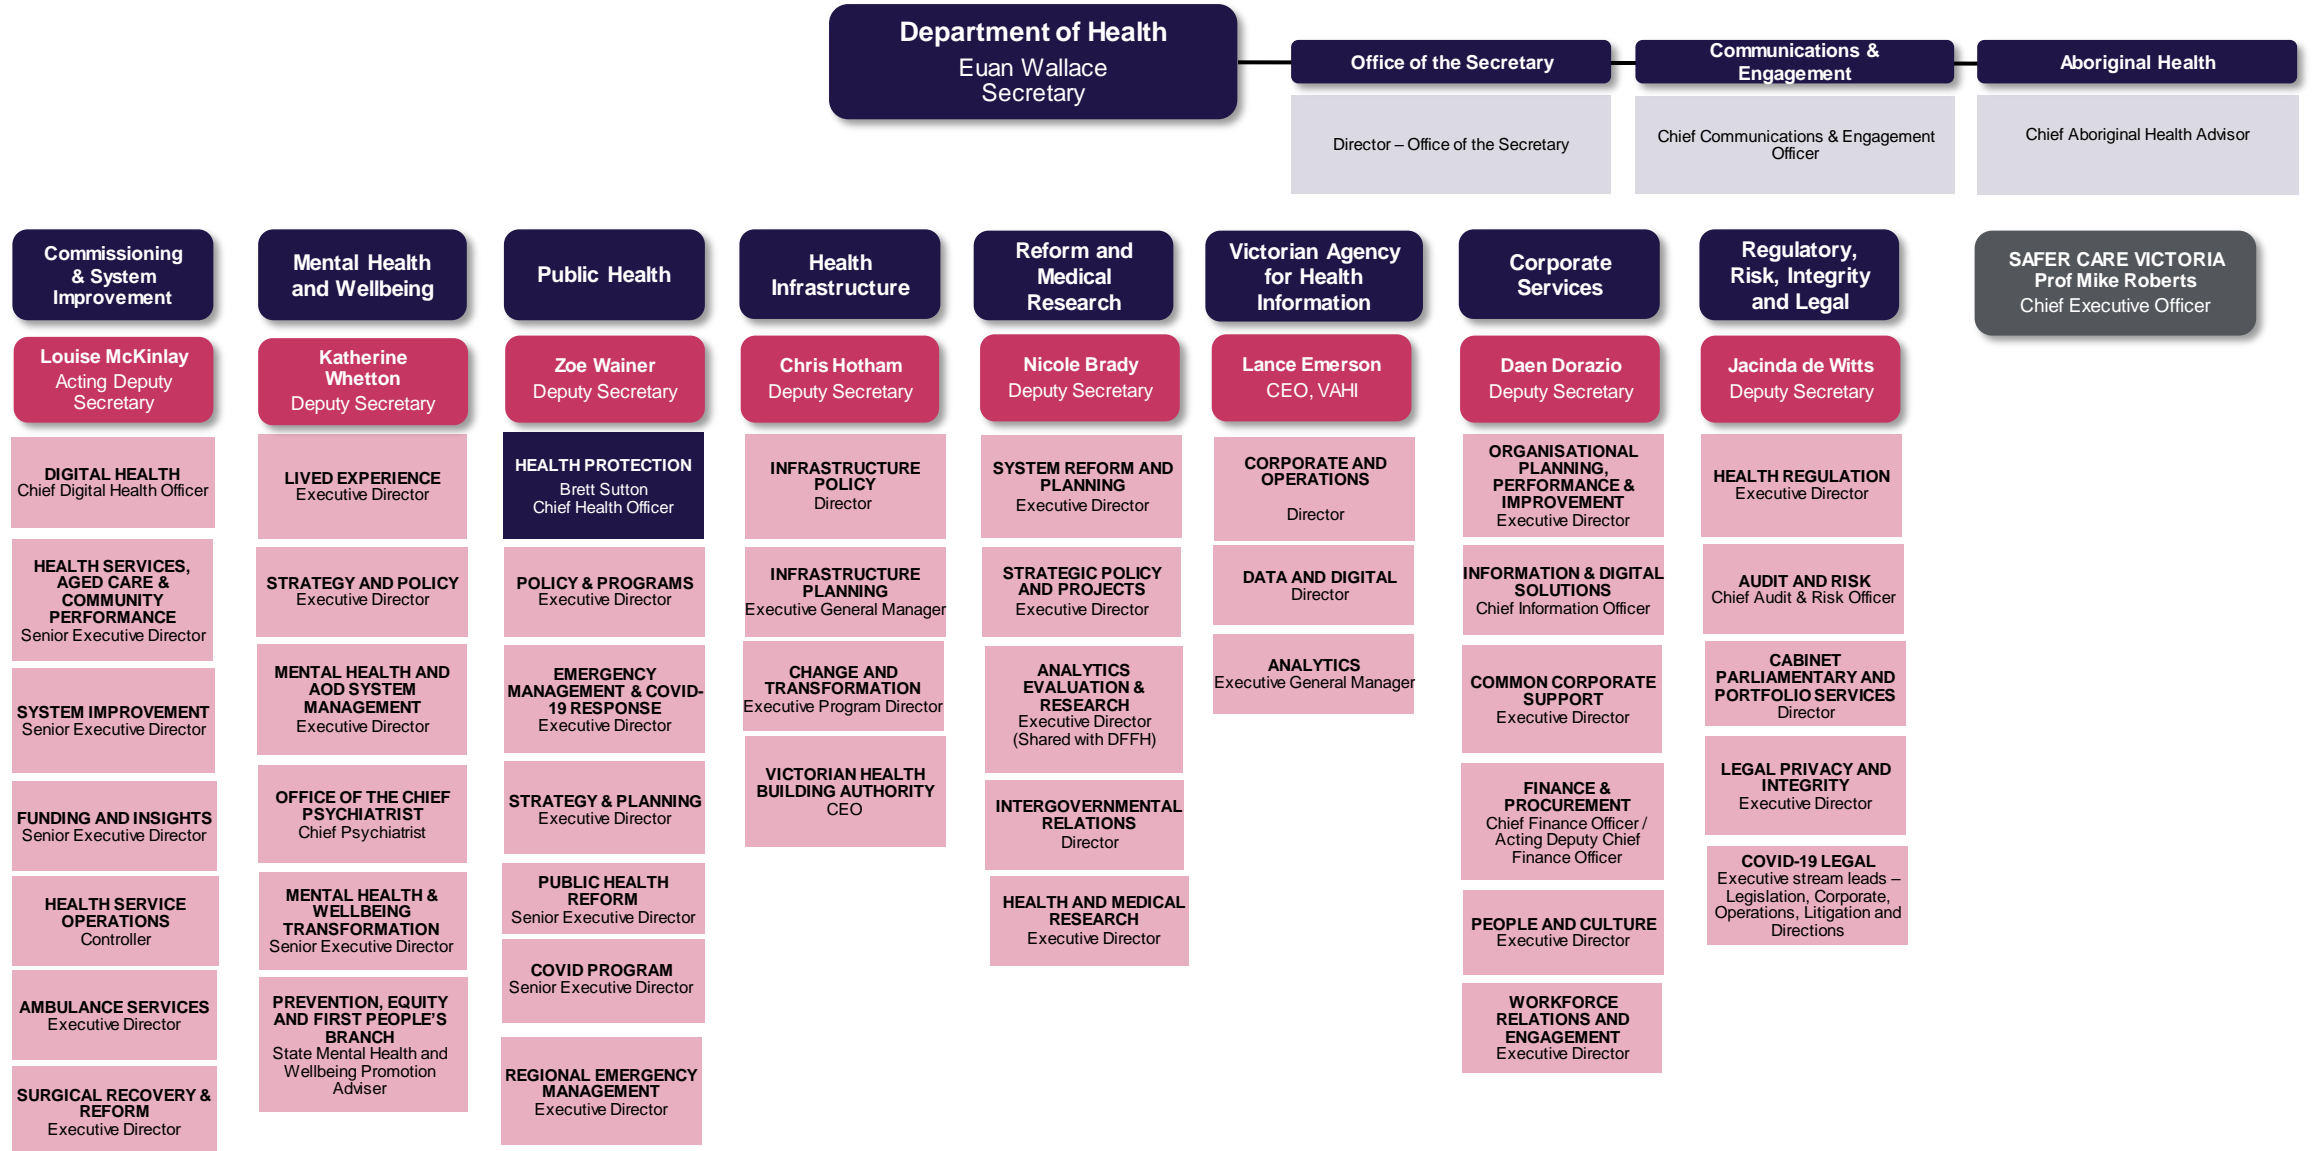 Department of Health
Euan Wallace
Secretary
Office of the Secretary
Director – Office of the Secretary
Communications &
Engagement
Chief Communications & Engagement
Officer
Aboriginal Health
Chief Aboriginal Health Advisor
Commissioning
& System
Improvement
Louise McKinlay
Acting Deputy
Secretary
DIGITAL HEALTH
Chief Digital Health Officer
HEALTH SERVICES,
AGED CARE &
COMMUNITY
PERFORMANCE
Senior Executive Director
SYSTEM IMPROVEMENT
Senior Executive Director
FUNDING AND INSIGHTS
Senior Executive Director
HEALTH SERVICE
OPERATIONS
Controller
AMBULANCE SERVICES
Executive Director
SURGICAL RECOVERY &
REFORM
Executive Director
Mental Health
and Wellbeing
Katherine
Whetton
Deputy Secretary
LIVED EXPERIENCE
Executive Director
STRATEGY AND POLICY
Executive Director
MENTAL HEALTH AND
AOD SYSTEM
MANAGEMENT
Executive Director
OFFICE OF THE CHIEF
PSYCHIATRIST
Chief Psychiatrist
MENTAL HEALTH &
WELLBEING
TRANSFORMATION
Senior Executive Director
PREVENTION, EQUITY
AND FIRST PEOPLE’S
BRANCH
State Mental Health and
Wellbeing Promotion
Adviser
Public Health
Zoe Wainer
Deputy Secretary
HEALTH PROTECTION
Brett Sutton
Chief Health Officer
POLICY & PROGRAMS
Executive Director
EMERGENCY
MANAGEMENT & COVID-
19 RESPONSE
Executive Director
STRATEGY & PLANNING
Executive Director
PUBLIC HEALTH
REFORM
Senior Executive Director
COVID PROGRAM
Senior Executive Director
REGIONAL EMERGENCY
MANAGEMENT
Executive Director
Health
Infrastructure
Chris Hotham
Deputy Secretary
INFRASTRUCTURE
POLICY
Director
INFRASTRUCTURE
PLANNING
Executive General Manager
CHANGE AND
TRANSFORMATION
Executive Program Director
VICTORIAN HEALTH
BUILDING AUTHORITY
CEO
Reform and
Medical
Research
Nicole Brady
Deputy Secretary
SYSTEM REFORM AND
PLANNING
Executive Director
STRATEGIC POLICY
AND PROJECTS
Executive Director
ANALYTICS
EVALUATION &
RESEARCH
Executive Director
(Shared with DFFH)
INTERGOVERNMENTAL
RELATIONS
Director
HEALTH AND MEDICAL
RESEARCH
Executive Director
Victorian Agency
for Health
Information
Lance Emerson
CEO, VAHI
CORPORATE AND
OPERATIONS
Director
DATA AND DIGITAL
Director
ANALYTICS
Executive General Manager
Corporate
Services
Daen Dorazio
Deputy Secretary
ORGANISATIONAL
PLANNING,
PERFORMANCE &
IMPROVEMENT
Executive Director
INFORMATION & DIGITAL
SOLUTIONS
Chief Information Officer
COMMON CORPORATE
SUPPORT
Executive Director
FINANCE &
PROCUREMENT
Chief Finance Officer /
Acting Deputy Chief
Finance Officer
PEOPLE AND CULTURE
Executive Director
WORKFORCE
RELATIONS AND
ENGAGEMENT
Executive Director
Regulatory,
Risk, Integrity
and Legal
Jacinda de Witts
Deputy Secretary
HEALTH REGULATION
Executive Director
AUDIT AND RISK
Chief Audit & Risk Officer
CABINET
PARLIAMENTARY AND
PORTFOLIO SERVICES
Director
LEGAL PRIVACY AND
INTEGRITY
Executive Director
COVID-19 LEGAL
Executive stream leads –
Legislation, Corporate,
Operations, Litigation and
Directions
SAFER CARE VICTORIA
Prof Mike Roberts
Chief Executive Officer